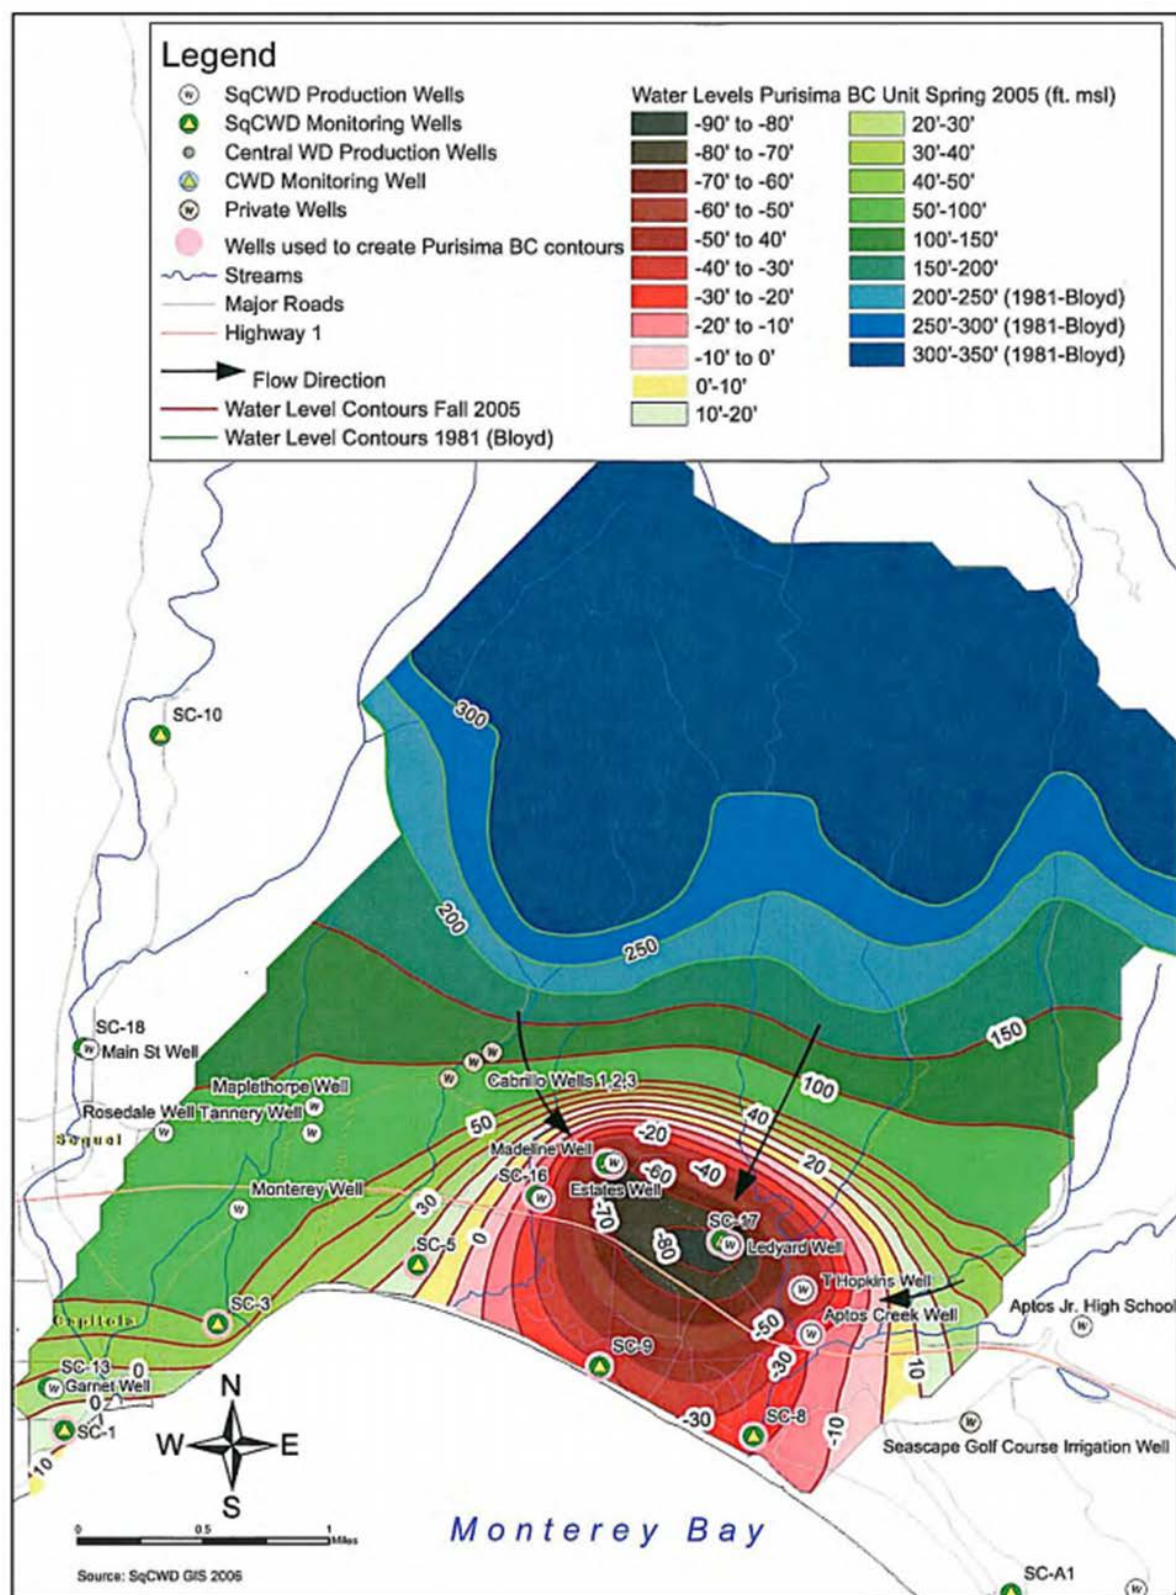 Legend
SqCWD Production Wells
SqCWD Monitoring Wells
Central WD Production Wells
CWD Monitoring Well
Private Wells
Wells used to create Purisima BC contours
Streams
Major Roads
Highway 1
Flow Direction
Water Level Contours Fall 2005
Water Level Contours 1981 (Bloyd)
Water Levels Purisima BC Unit Spring 2005 (ft. msl)
-90' to -80'
-80' to -70'
-70' to -60'
-60' to -50'
-50' to 40'
-40' to -30'
-30' to -20'
-20' to -10'
-10' to 0'
0'-10'
10'-20'
20'-30'
30'-40'
40'-50'
50'-100'
100'-150'
150'-200'
200'-250' (1981-Bloyd)
250'-300' (1981-Bloyd)
300'-350' (1981-Bloyd)
300
SC-10
200
250
SC-18
Main St Well
150
Cabrillo Wells 1,2,3
100
Maplethorpe Well
Rosedale Well
Tannery Well
50
40
Soquel
-20
Madeline Well
20
-60
-40
SC-16
Estates Well
Monterey Well
30
-70
SC-17
0
-80
Ledyard Well
SC-5
T Hopkins Well
SC-3
Aptos Creek Well
Aptos Jr. High School
Capitola
-50
SC-9
-30
10
SC-13
0
Garnet Well
0
SC-1
-30
SC-8
-10
Seascape Golf Course Irrigation Well
10
N
W
E
S
0
0.5
1
Miles
Monterey Bay
Source: SqCWD GIS 2006
SC-A1